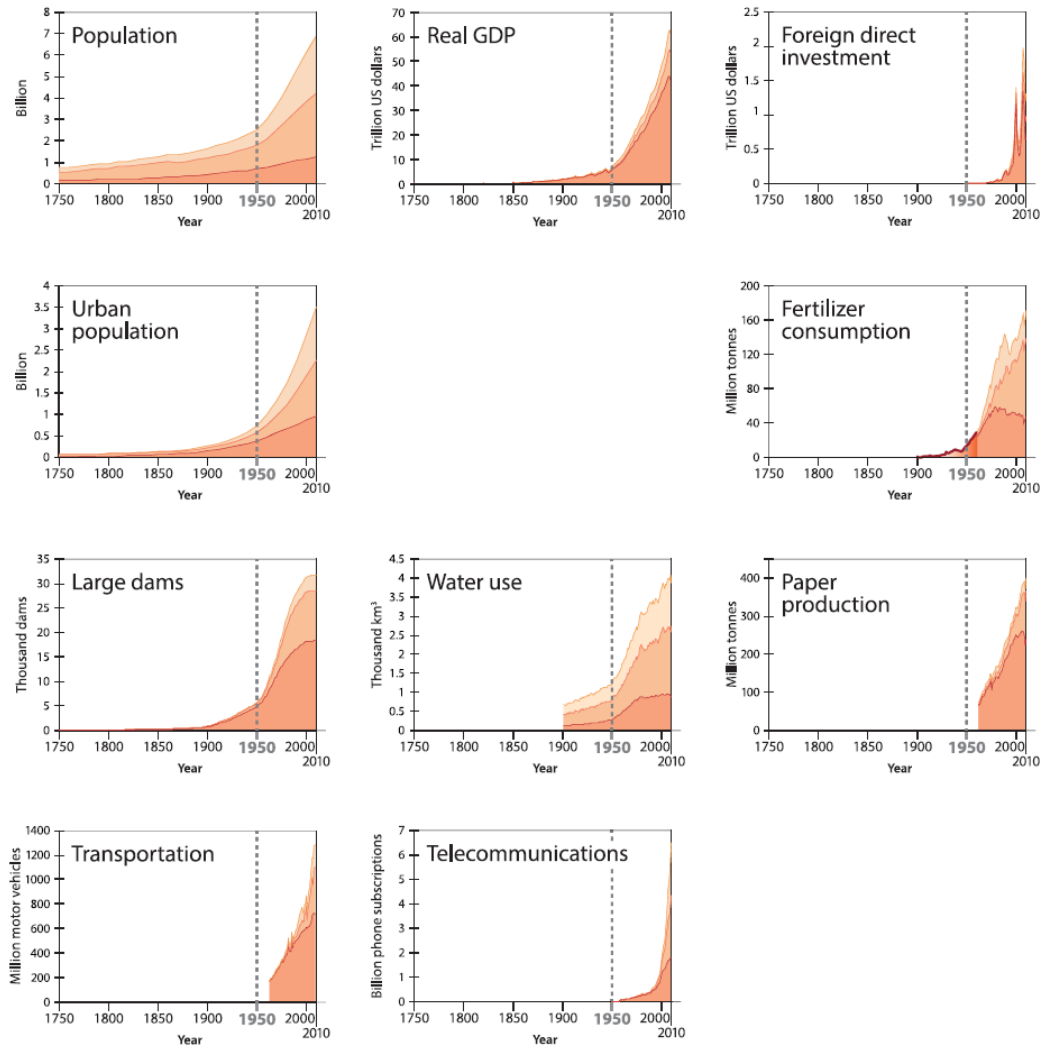 Population
Billion
8
7
6
5
4
3
2
1
0
1750 1800 1850 1900 1950 2000
2010
Year
Real GDP
Trillion US dollars
70
60
50
40
30
20
10
0
1750 1800 1850 1900 1950 2000
2010
Year
Foreign direct
investment
Trillion US dollars
2.5
2
1.5
1
0.5
0
1750 1800 1850 1900 1950 2000
2010
Year
Urban
population
Billion
4
3.5
3
2.5
2
1.5
1
0.5
0
1750 1800 1850 1900 1950 2000
2010
Year
Fertilizer
consumption
Million tonnes
200
160
120
80
40
0
1750 1800 1850 1900 1950 2000
2010
Year
Large dams
Thousand dams
35
30
25
20
15
10
5
0
1750 1800 1850 1900 1950 2000
2010
Year
Water use
Thousand km³
4.5
4
3.5
3
2.5
2
1.5
1
0.5
0
1750 1800 1850 1900 1950 2000
2010
Year
Paper
production
Million tonnes
400
300
200
100
0
1750 1800 1850 1900 1950 2000
2010
Year
Transportation
Million motor vehicles
1400
1200
1000
800
600
400
200
0
1750 1800 1850 1900 1950 2000
2010
Year
Telecommunications
Billion phone subscriptions
7
6
5
4
3
2
1
0
1750 1800 1850 1900 1950 2000
2010
Year